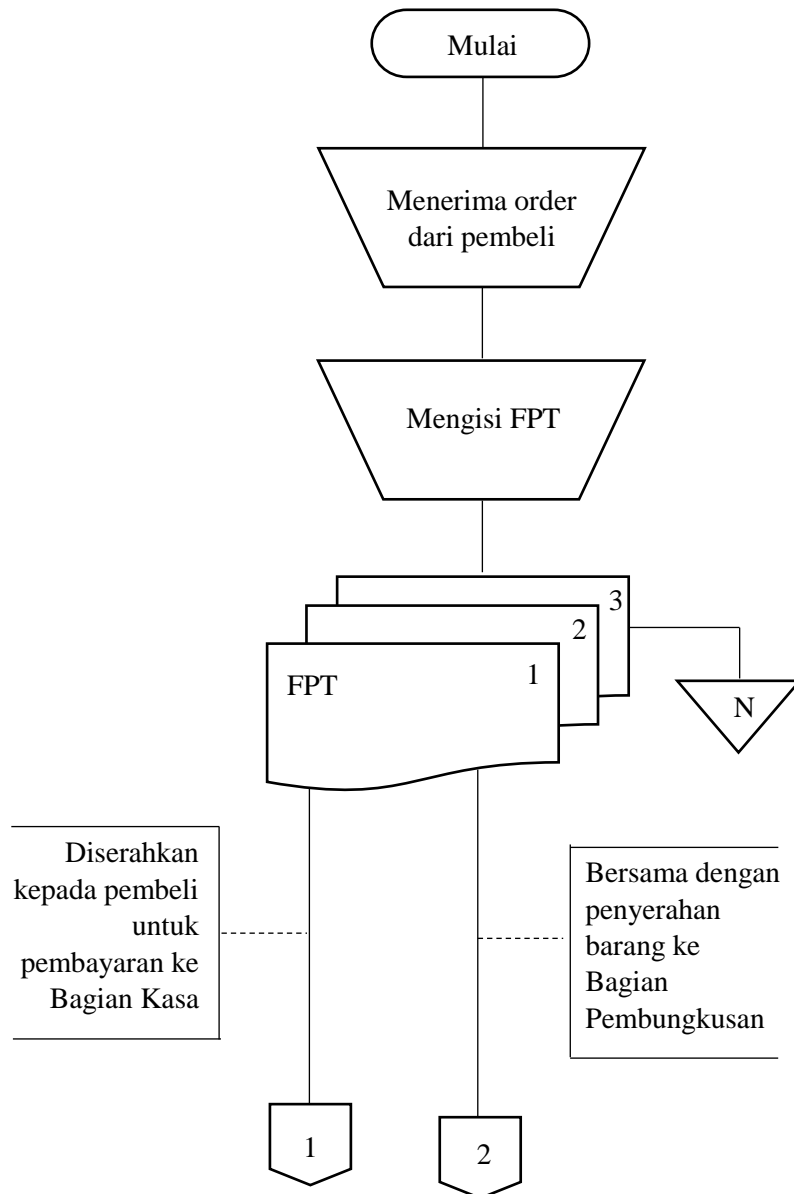 Mulai
Menerima order
dari pembeli
Mengisi FPT
3
2
FPT 1
N
Diserahkan
kepada pembeli
untuk
pembayaran ke
Bagian Kasa
Bersama dengan
penyerahan
barang ke
Bagian
Pembungkusan
1
2